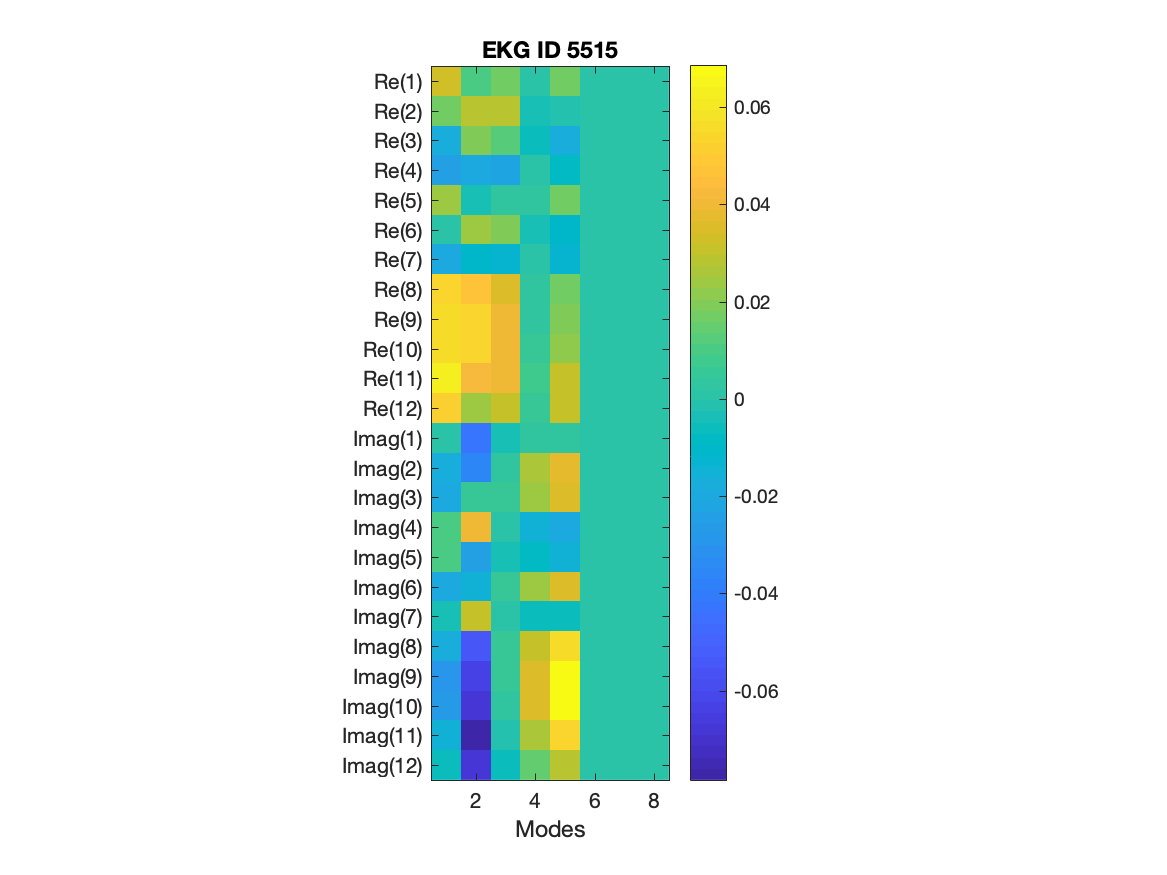 EKG ID 5515
Re(1)
Re(2)
Re(3)
Re(4)
Re(5)
Re(6)
Re(7)
Re(8)
Re(9)
Re(10)
Re(11)
Re(12)
Imag(1)
Imag(2)
Imag(3)
Imag(4)
Imag(5)
Imag(6)
Imag(7)
Imag(8)
Imag(9)
Imag(10)
Imag(11)
Imag(12)
2 4 6 8
Modes
0.06
0.04
0.02
0
-0.02
-0.04
-0.06